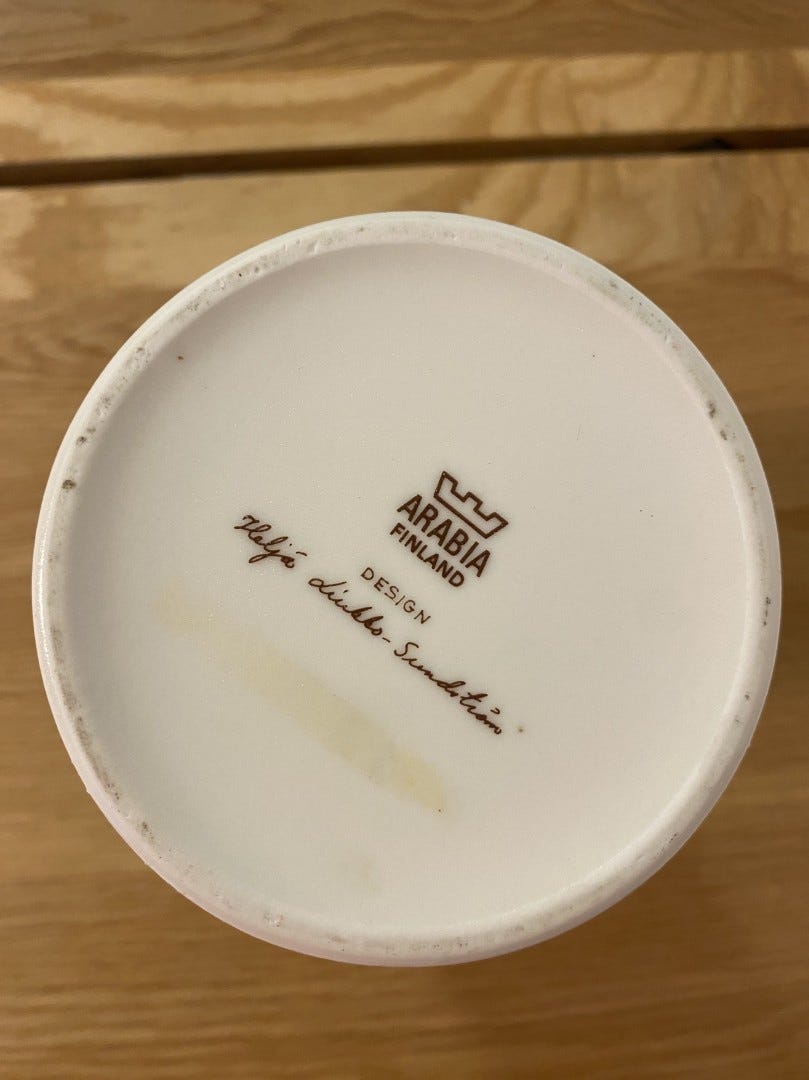 ARABIA
FINLAND
DESIGN
Heljä Liukko-Sundström